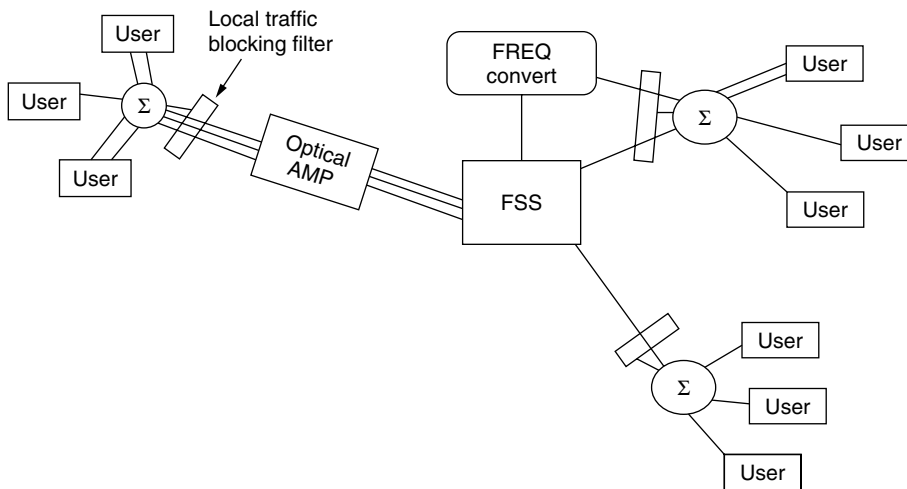 Local traffic
blocking filter
User
User
User
Σ
Optical
AMP
FREQ
convert
FSS
Σ
User
User
User
Σ
User
User
User